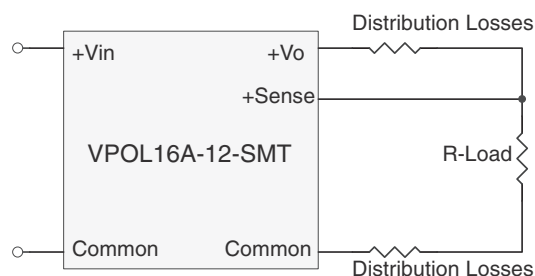 Distribution Losses
+Vin
+Vo
+Sense
VPOL16A-12-SMT
R-Load
Common
Common
Distribution Losses